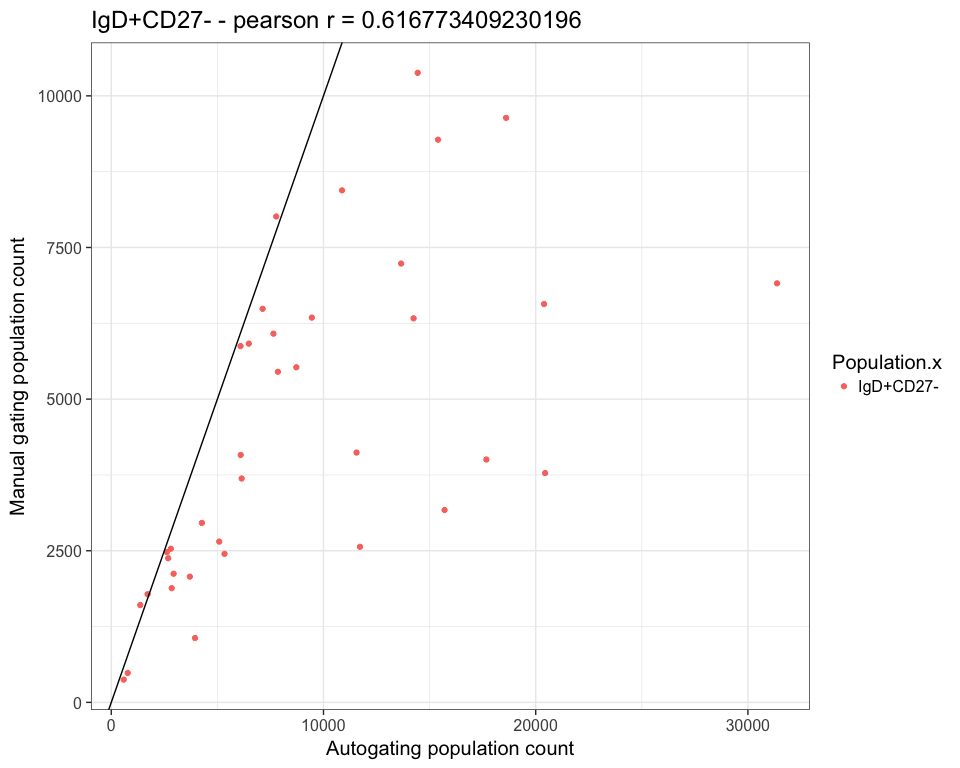 IgD+CD27- - pearson r = 0.616773409230196
10000
7500
5000
2500
0
Manual gating population count
0 10000 20000 30000
Autogating population count
Population.x
IgD+CD27-